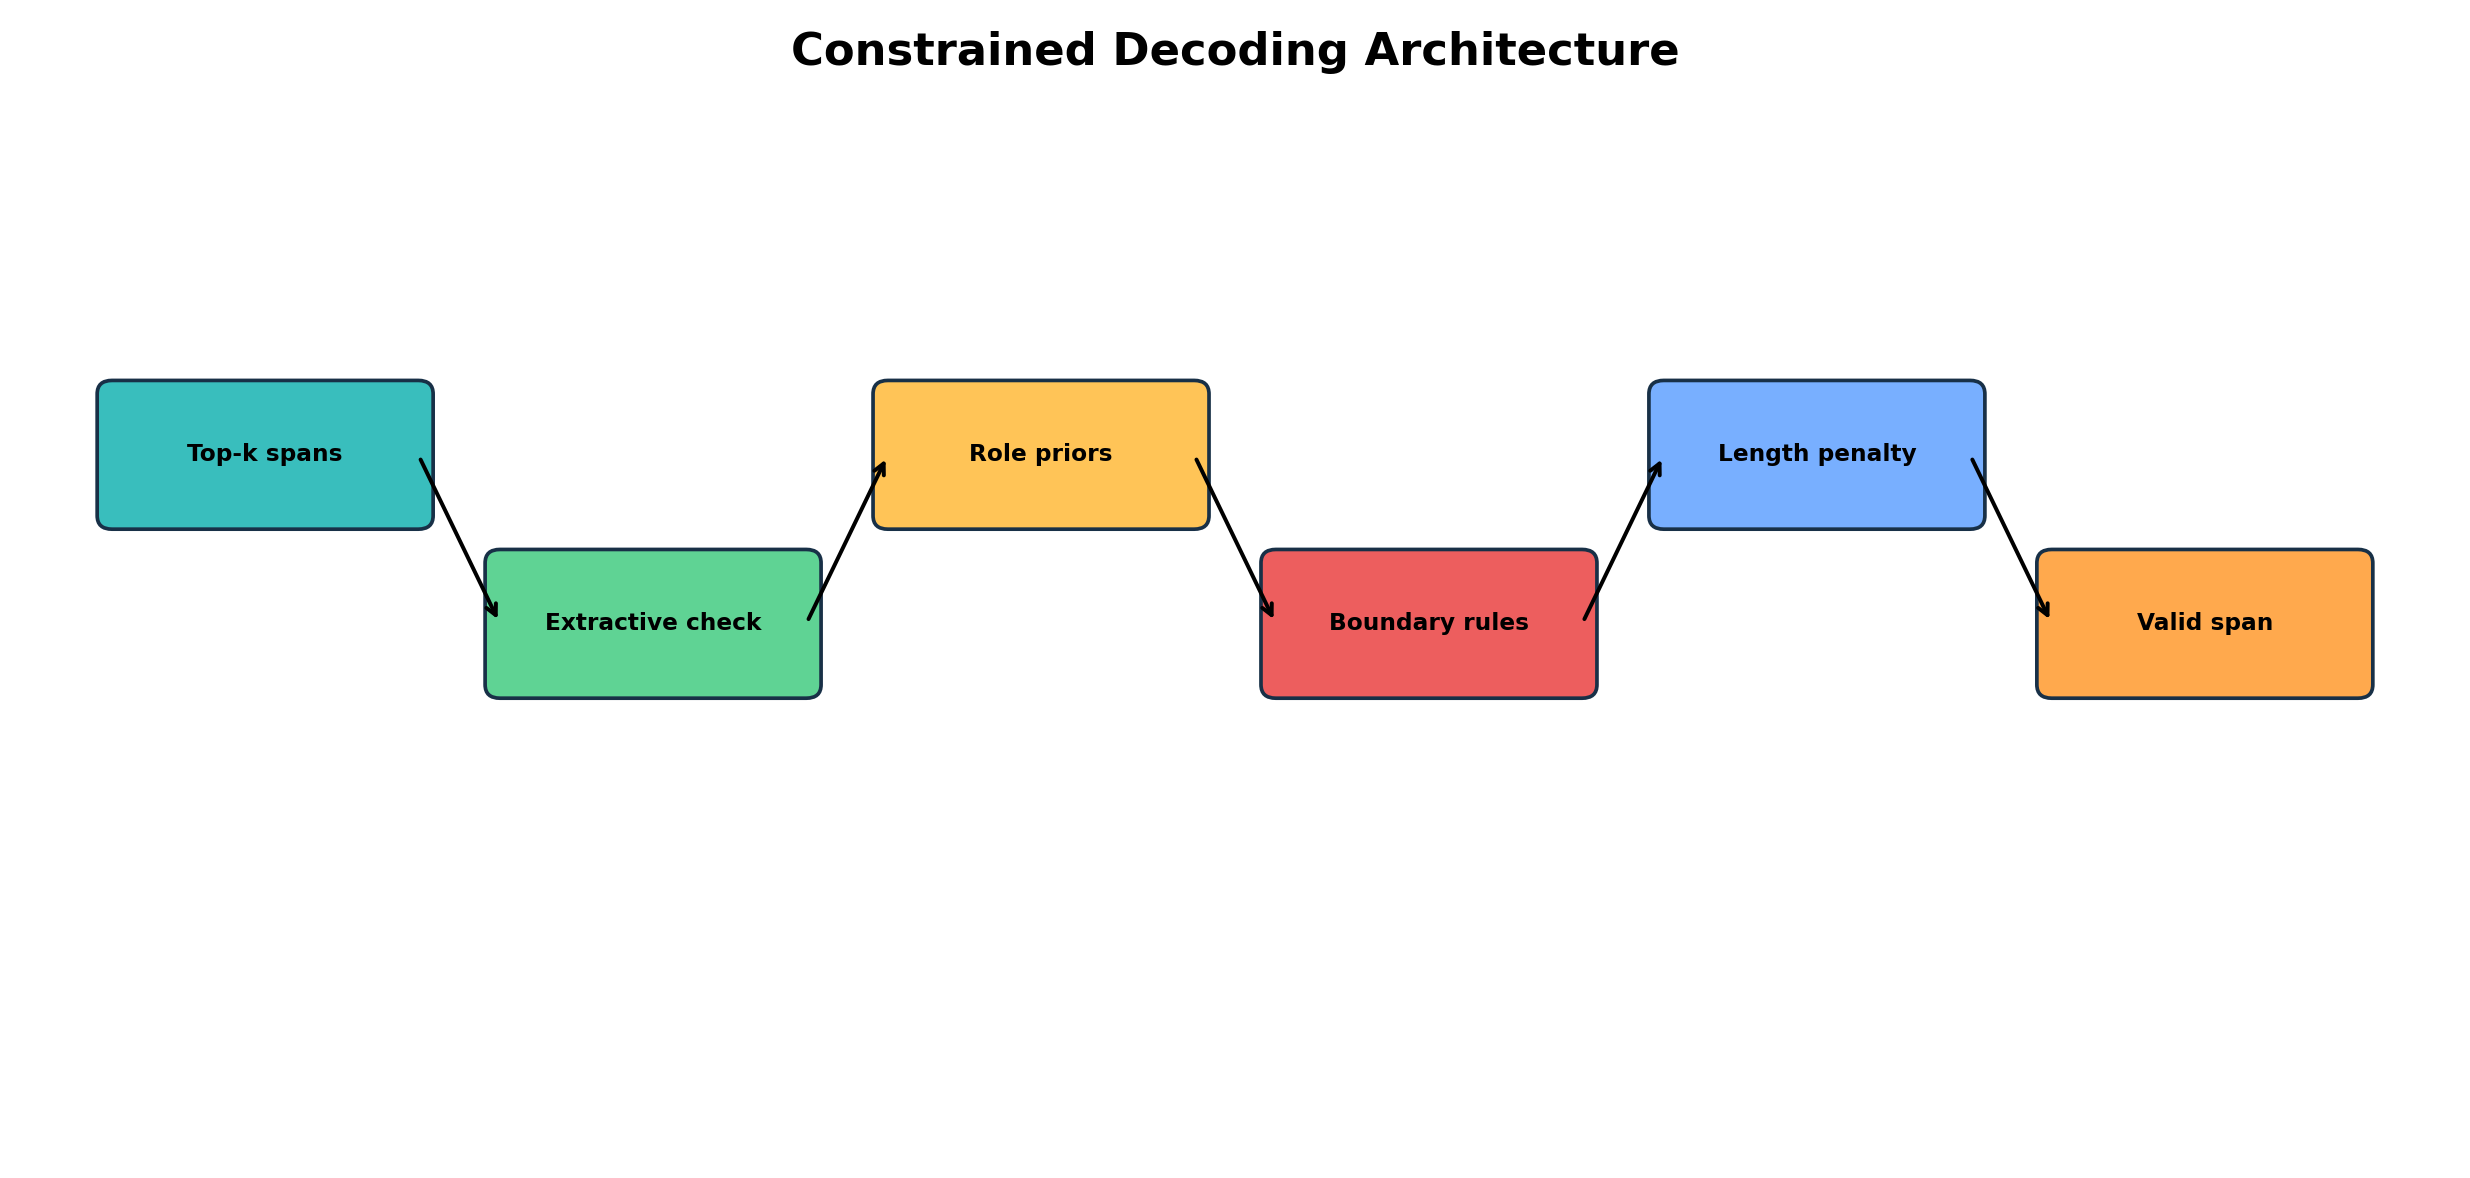 Constrained Decoding Architecture
Top-k spans
Extractive check
Role priors
Boundary rules
Length penalty
Valid span